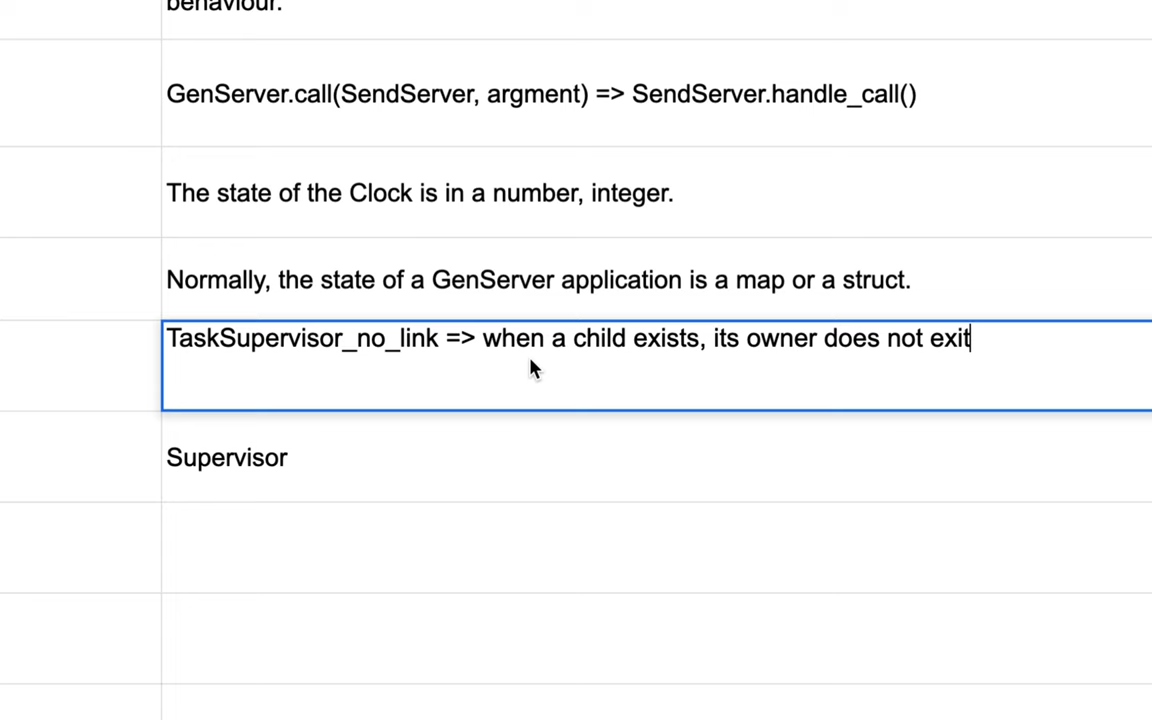 behaviour.
GenServer.call(SendServer, argment) => SendServer.handle_call()
The state of the Clock is in a number, integer.
Normally, the state of a GenServer application is a map or a struct.
TaskSupervisor_no_link => when a child exists, its owner does not exit
Supervisor